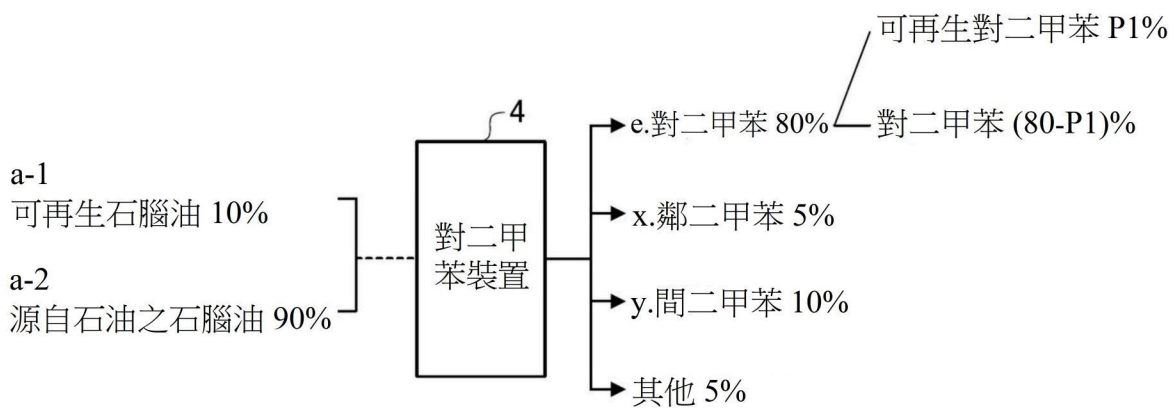 可再生對二甲苯 P1%
4
e.對二甲苯 80%
對二甲苯 (80-P1)%
a-1
可再生石腦油 10%
x.鄰二甲苯 5%
對二甲
苯裝置
a-2
源自石油之石腦油 90%
y.間二甲苯 10%
其他 5%